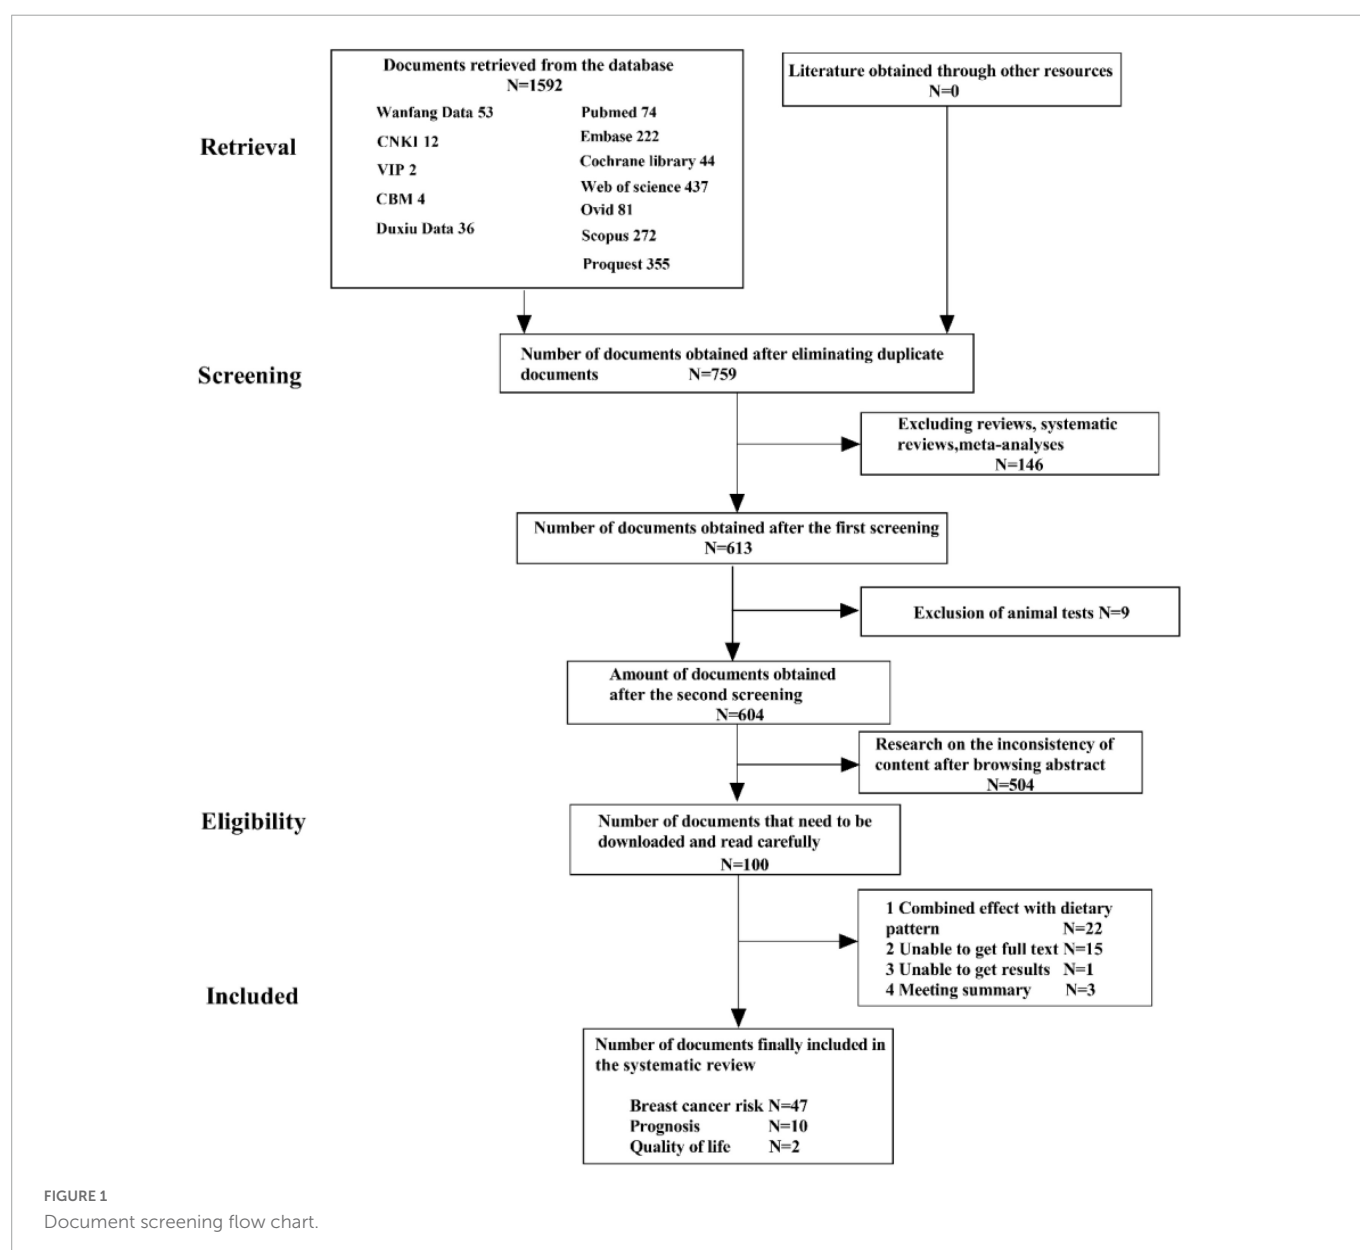 Documents retrieved from the database
N=1592
Wanfang Data 53
CNKI 12
VIP 2
CBM 4
Duxiu Data 36
Pubmed 74
Embase 222
Cochrane library 44
Web of science 437
Ovid 81
Scopus 272
Proquest 355
Literature obtained through other resources
N=0
Retrieval
Number of documents obtained after eliminating duplicate
documents N=759
Screening
Excluding reviews, systematic
reviews,meta-analyses
N=146
Number of documents obtained after the first screening
N=613
Exclusion of animal tests N=9
Amount of documents obtained
after the second screening
N=604
Research on the inconsistency of
content after browsing abstract
N=504
Eligibility
Number of documents that need to be
downloaded and read carefully
N=100
1 Combined effect with dietary
pattern N=22
2 Unable to get full text N=15
3 Unable to get results N=1
4 Meeting summary N=3
Included
Number of documents finally included in
the systematic review
Breast cancer risk N=47
Prognosis N=10
Quality of life N=2
FIGURE 1
Document screening flow chart.